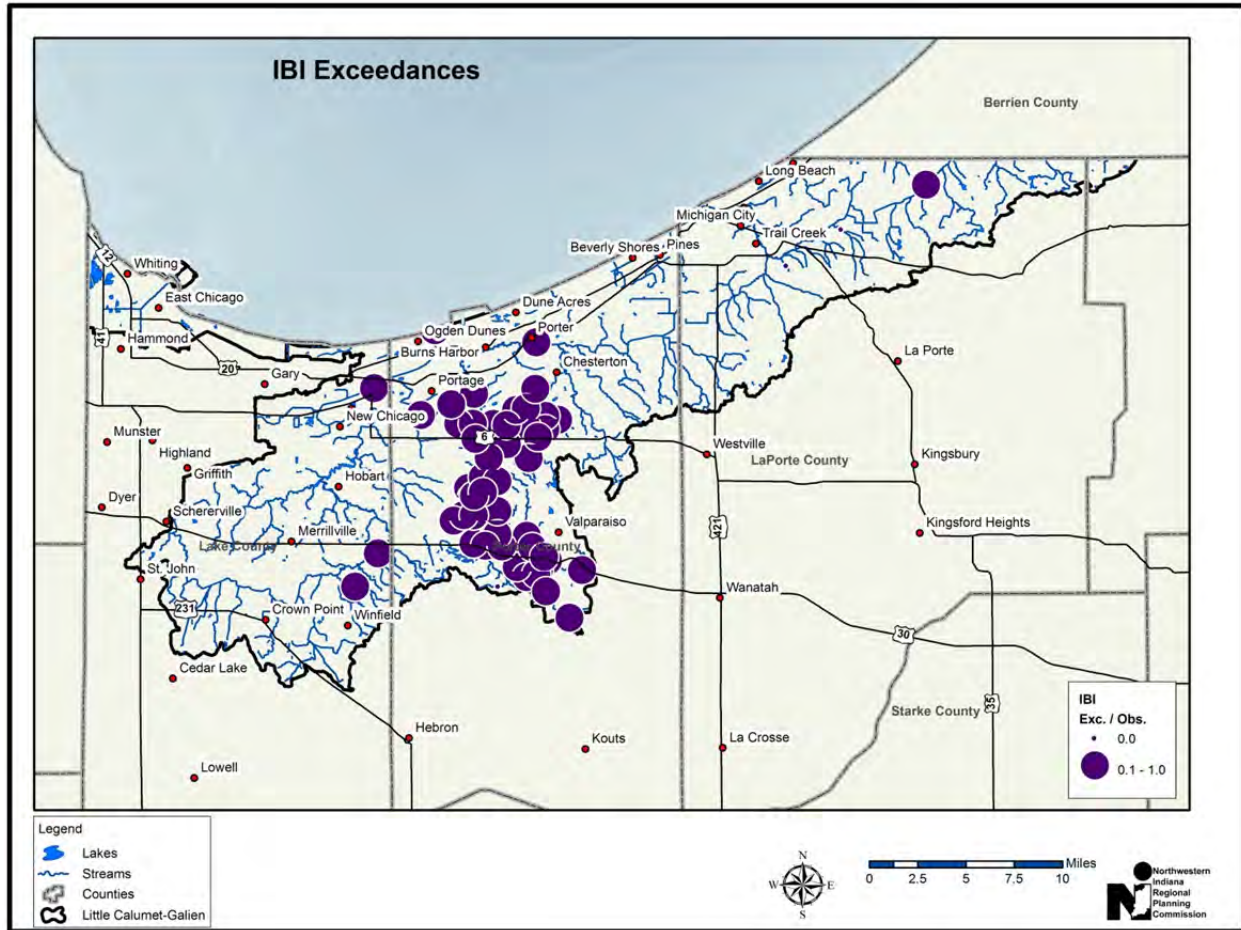 IBI Exceedances
Berrien County
Long Beach
Michigan City
Trail Creek
Beverly Shores
Pines
12
Whiting
East Chicago
Dune Acres
41
Hammond
Ogden Dunes
Porter
Burns Harbor
20
Chesterton
La Porte
Gary
Portage
New Chicago
Munster
6
Highland
Westville
LaPorte County
Kingsbury
Griffith
Hobart
Dyer
Schererville
421
Valparaiso
Kingsford Heights
Merrillville
Lake County
County
St. John
Wanatah
231
Crown Point
Winfield
30
Cedar Lake
IBI
Exc. / Obs.
0.0
0.1 - 1.0
35
Starke County
Hebron
Kouts
La Crosse
Lowell
Legend
Lakes
Streams
Counties
Little Calumet-Galien
N
W
E
S
Miles
0 2.5 5 7.5 10
Northwestern
Indiana
Regional
Planning
Commission